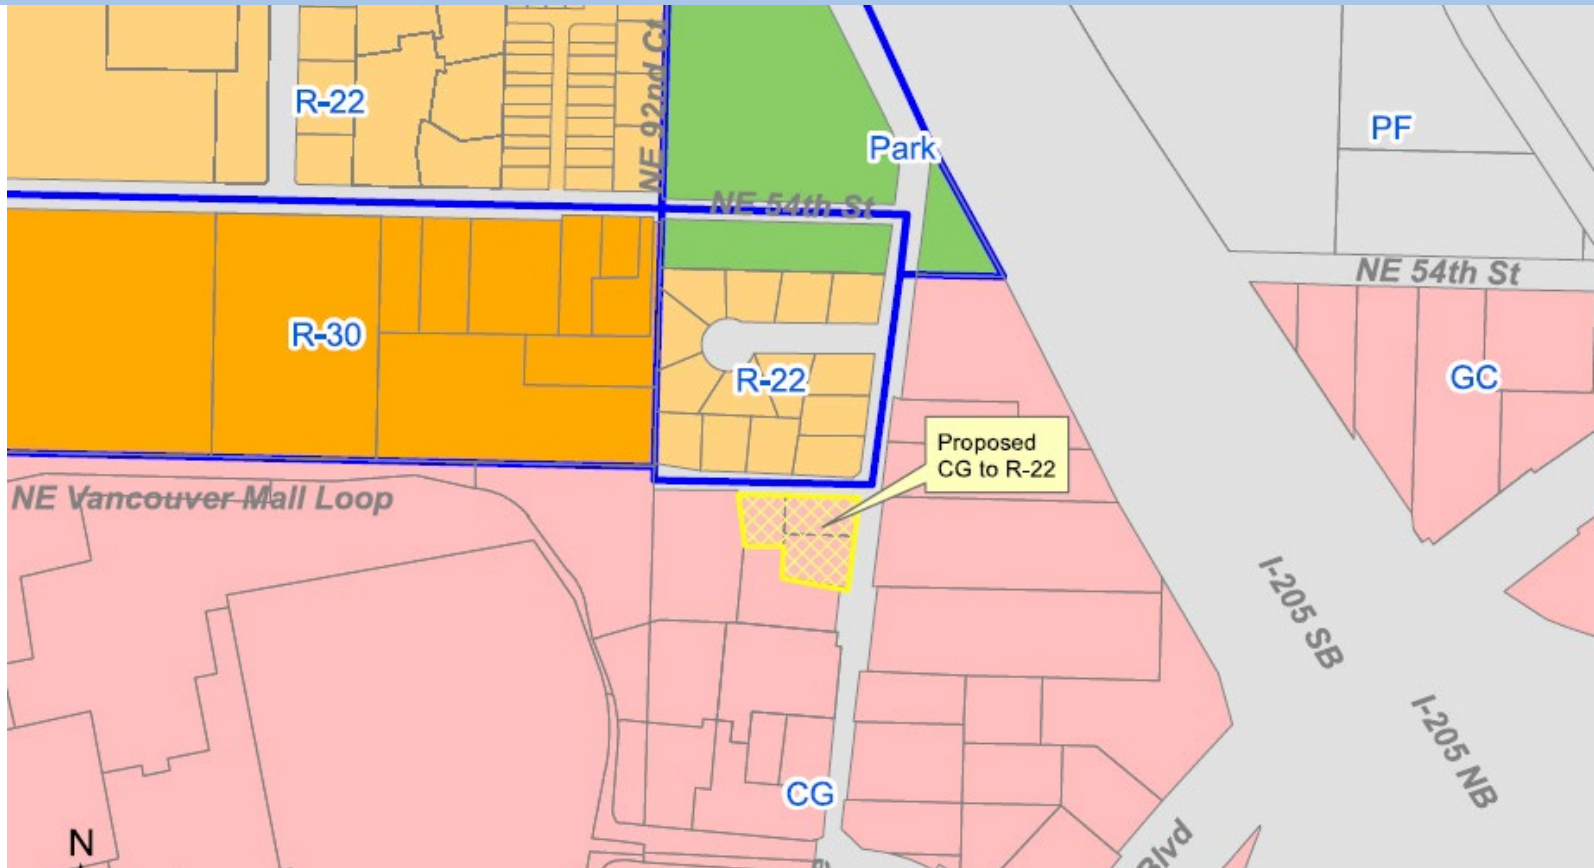 R-22
NE 92nd Ct
Park
PF
NE 54th St
NE 54th St
R-30
R-22
GC
Proposed
CG to R-22
NE Vancouver Mall Loop
I-205 SB
I-205 NB
CG
N
Blvd